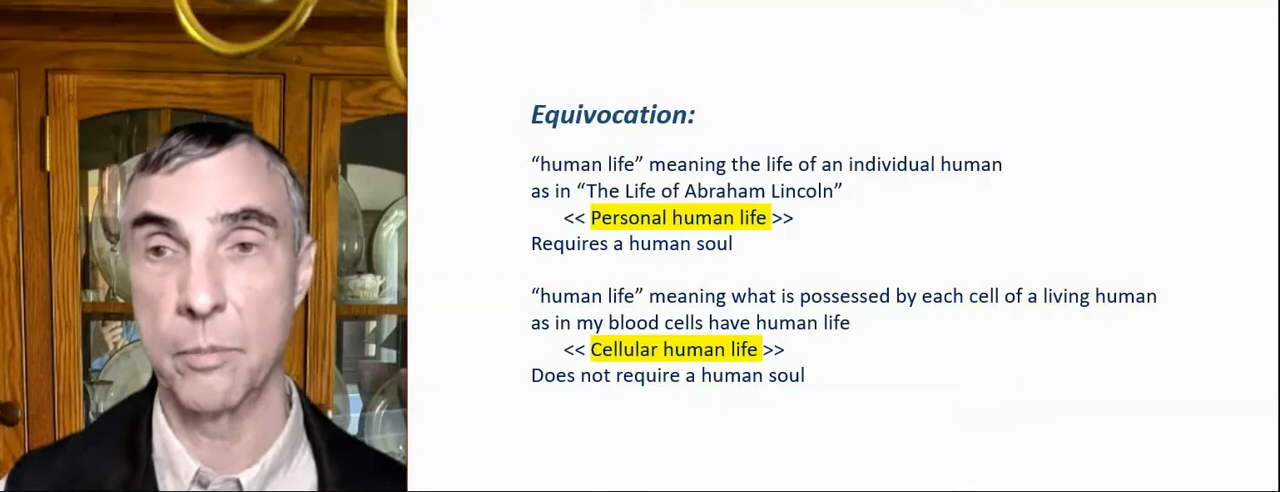 Equivocation:
“human life” meaning the life of an individual human
as in “The Life of Abraham Lincoln”
<< Personal human life >>
Requires a human soul
“human life” meaning what is possessed by each cell of a living human
as in my blood cells have human life
<< Cellular human life >>
Does not require a human soul